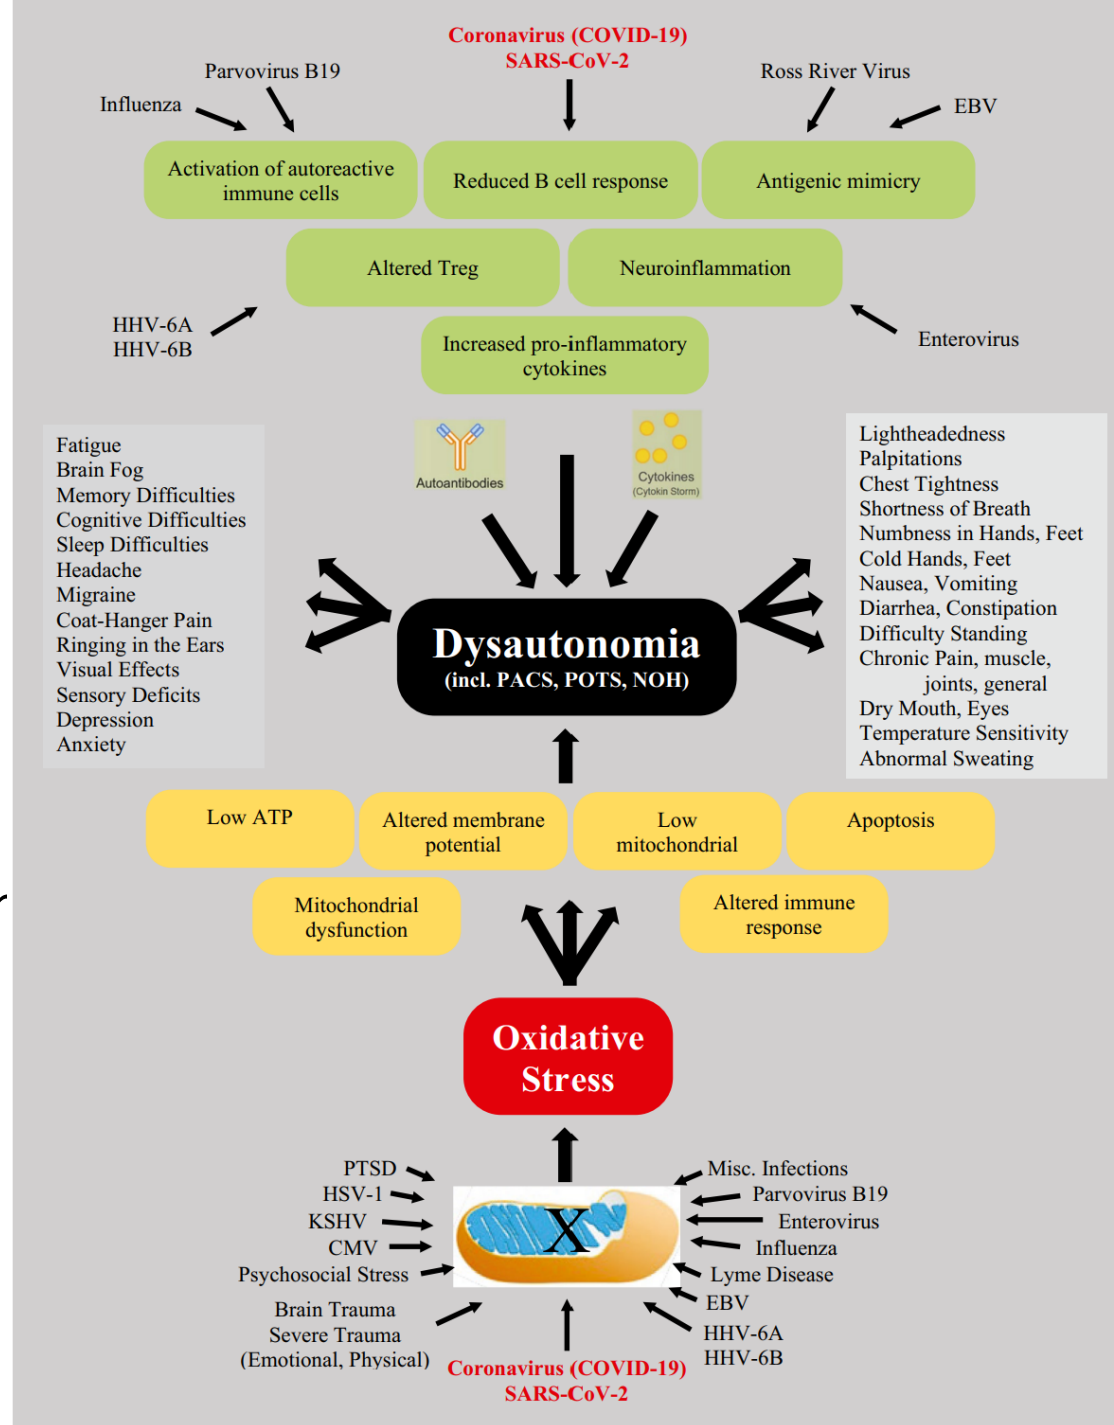 Coronavirus (COVID-19)
SARS-CoV-2
Parvovirus B19
Ross River Virus
Influenza
EBV
Activation of autoreactive
immune cells
Reduced B cell response
Antigenic mimicry
Altered Treg
Neuroinflammation
HHV-6A
HHV-6B
Enterovirus
Increased pro-inflammatory
cytokines
Autoantibodies
Cytokines
(Cytokin Storm)
Fatigue
Brain Fog
Memory Difficulties
Cognitive Difficulties
Sleep Difficulties
Headache
Migraine
Coat-Hanger Pain
Ringing in the Ears
Visual Effects
Sensory Deficits
Depression
Anxiety
Lightheadedness
Palpitations
Chest Tightness
Shortness of Breath
Numbness in Hands, Feet
Cold Hands, Feet
Nausea, Vomiting
Diarrhea, Constipation
Difficulty Standing
Chronic Pain, muscle,
joints, general
Dry Mouth, Eyes
Temperature Sensitivity
Abnormal Sweating
Dysautonomia
(incl. PACS, POTS, NOH)
Low ATP
Altered membrane
potential
Low
mitochondrial
Apoptosis
Mitochondrial
dysfunction
Altered immune
response
Oxidative
Stress
PTSD
HSV-1
KSHV
CMV
Psychosocial Stress
Brain Trauma
Severe Trauma
(Emotional, Physical)
X
Misc. Infections
Parvovirus B19
Enterovirus
Influenza
Lyme Disease
EBV
HHV-6A
HHV-6B
Coronavirus (COVID-19)
SARS-CoV-2